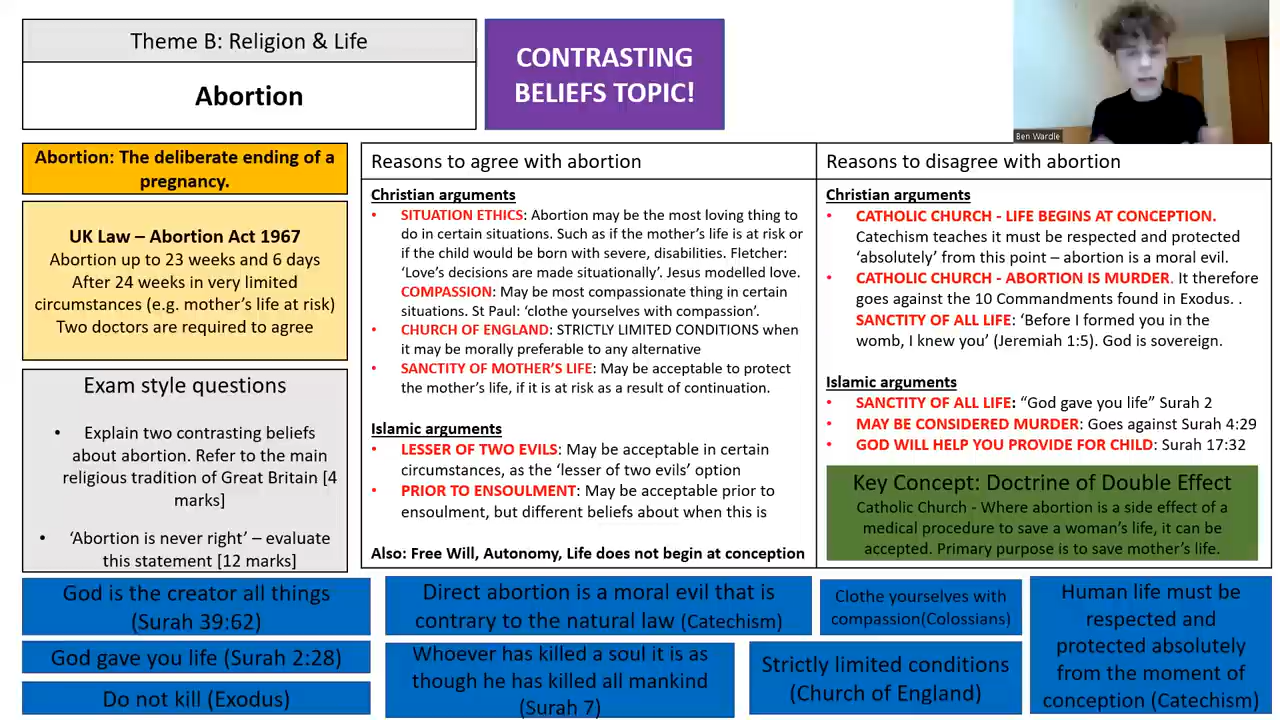 Theme B: Religion & Life
Abortion
CONTRASTING
BELIEFS TOPIC!
Ben Wardle
Abortion: The deliberate ending of a
pregnancy.
UK Law – Abortion Act 1967
Abortion up to 23 weeks and 6 days
After 24 weeks in very limited
circumstances (e.g. mother's life at risk)
Two doctors are required to agree
Exam style questions
• Explain two contrasting beliefs
about abortion. Refer to the main
religious tradition of Great Britain [4
marks]
• 'Abortion is never right' – evaluate
this statement [12 marks]
Reasons to agree with abortion
Christian arguments
• SITUATION ETHICS: Abortion may be the most loving thing to
do in certain situations. Such as if the mother's life is at risk or
if the child would be born with severe, disabilities. Fletcher:
'Love's decisions are made situationally'. Jesus modelled love.
COMPASSION: May be most compassionate thing in certain
situations. St Paul: 'clothe yourselves with compassion'.
• CHURCH OF ENGLAND: STRICTLY LIMITED CONDITIONS when
it may be morally preferable to any alternative
• SANCTITY OF MOTHER'S LIFE: May be acceptable to protect
the mother's life, if it is at risk as a result of continuation.
Islamic arguments
• LESSER OF TWO EVILS: May be acceptable in certain
circumstances, as the 'lesser of two evils' option
• PRIOR TO ENSOULMENT: May be acceptable prior to
ensoulment, but different beliefs about when this is
Also: Free Will, Autonomy, Life does not begin at conception
Reasons to disagree with abortion
Christian arguments
• CATHOLIC CHURCH - LIFE BEGINS AT CONCEPTION.
Catechism teaches it must be respected and protected
'absolutely' from this point – abortion is a moral evil.
• CATHOLIC CHURCH - ABORTION IS MURDER. It therefore
goes against the 10 Commandments found in Exodus. .
SANCTITY OF ALL LIFE: 'Before I formed you in the
womb, I knew you' (Jeremiah 1:5). God is sovereign.
Islamic arguments
• SANCTITY OF ALL LIFE: "God gave you life" Surah 2
• MAY BE CONSIDERED MURDER: Goes against Surah 4:29
• GOD WILL HELP YOU PROVIDE FOR CHILD: Surah 17:32
Key Concept: Doctrine of Double Effect
Catholic Church - Where abortion is a side effect of a
medical procedure to save a woman's life, it can be
accepted. Primary purpose is to save mother's life.
God is the creator all things
(Surah 39:62)
God gave you life (Surah 2:28)
Do not kill (Exodus)
Direct abortion is a moral evil that is
contrary to the natural law (Catechism)
Whoever has killed a soul it is as
though he has killed all mankind
(Surah 7)
Clothe yourselves with
compassion(Colossians)
Strictly limited conditions
(Church of England)
Human life must be
respected and
protected absolutely
from the moment of
conception (Catechism)